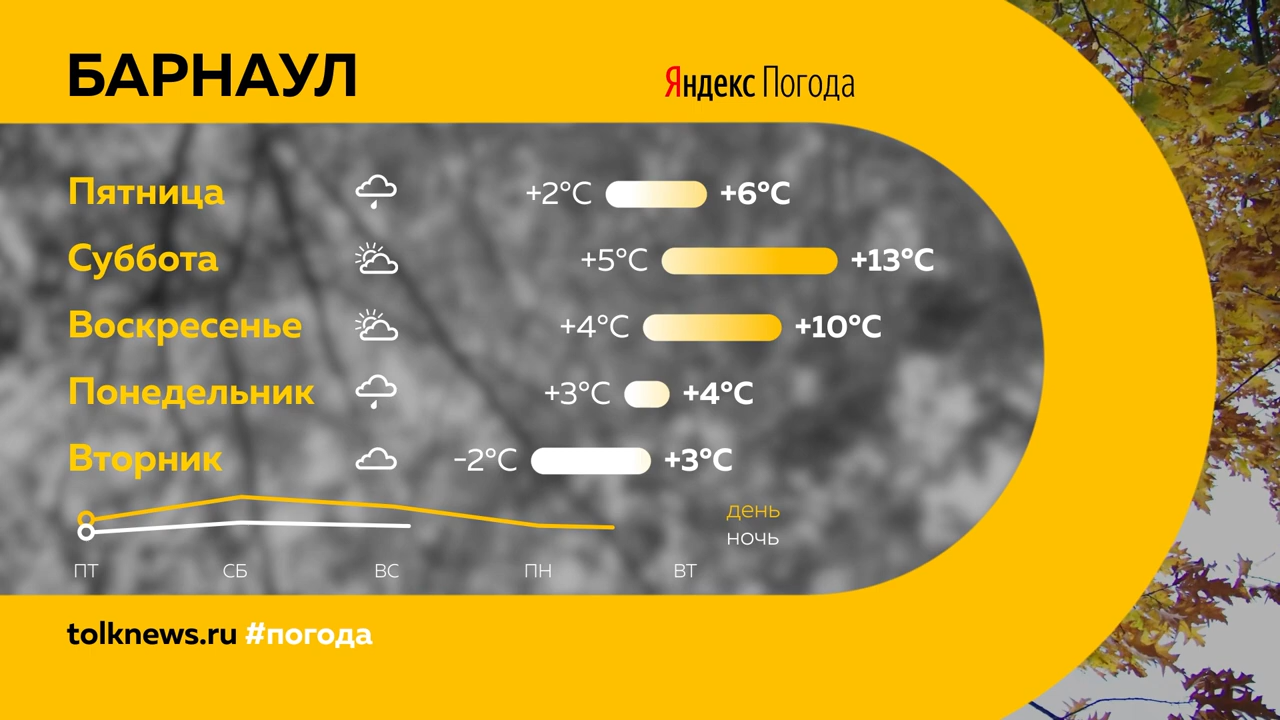 БАРНАУЛ
Яндекс Погода
Пятница +2°C +6°C
Суббота +5°C +13°C
Воскресенье +4°C +10°C
Понедельник +3°C +4°C
Вторник -2°C +3°C
день
ночь
ПТ СБ ВС ПН ВТ
tolknews.ru #погода